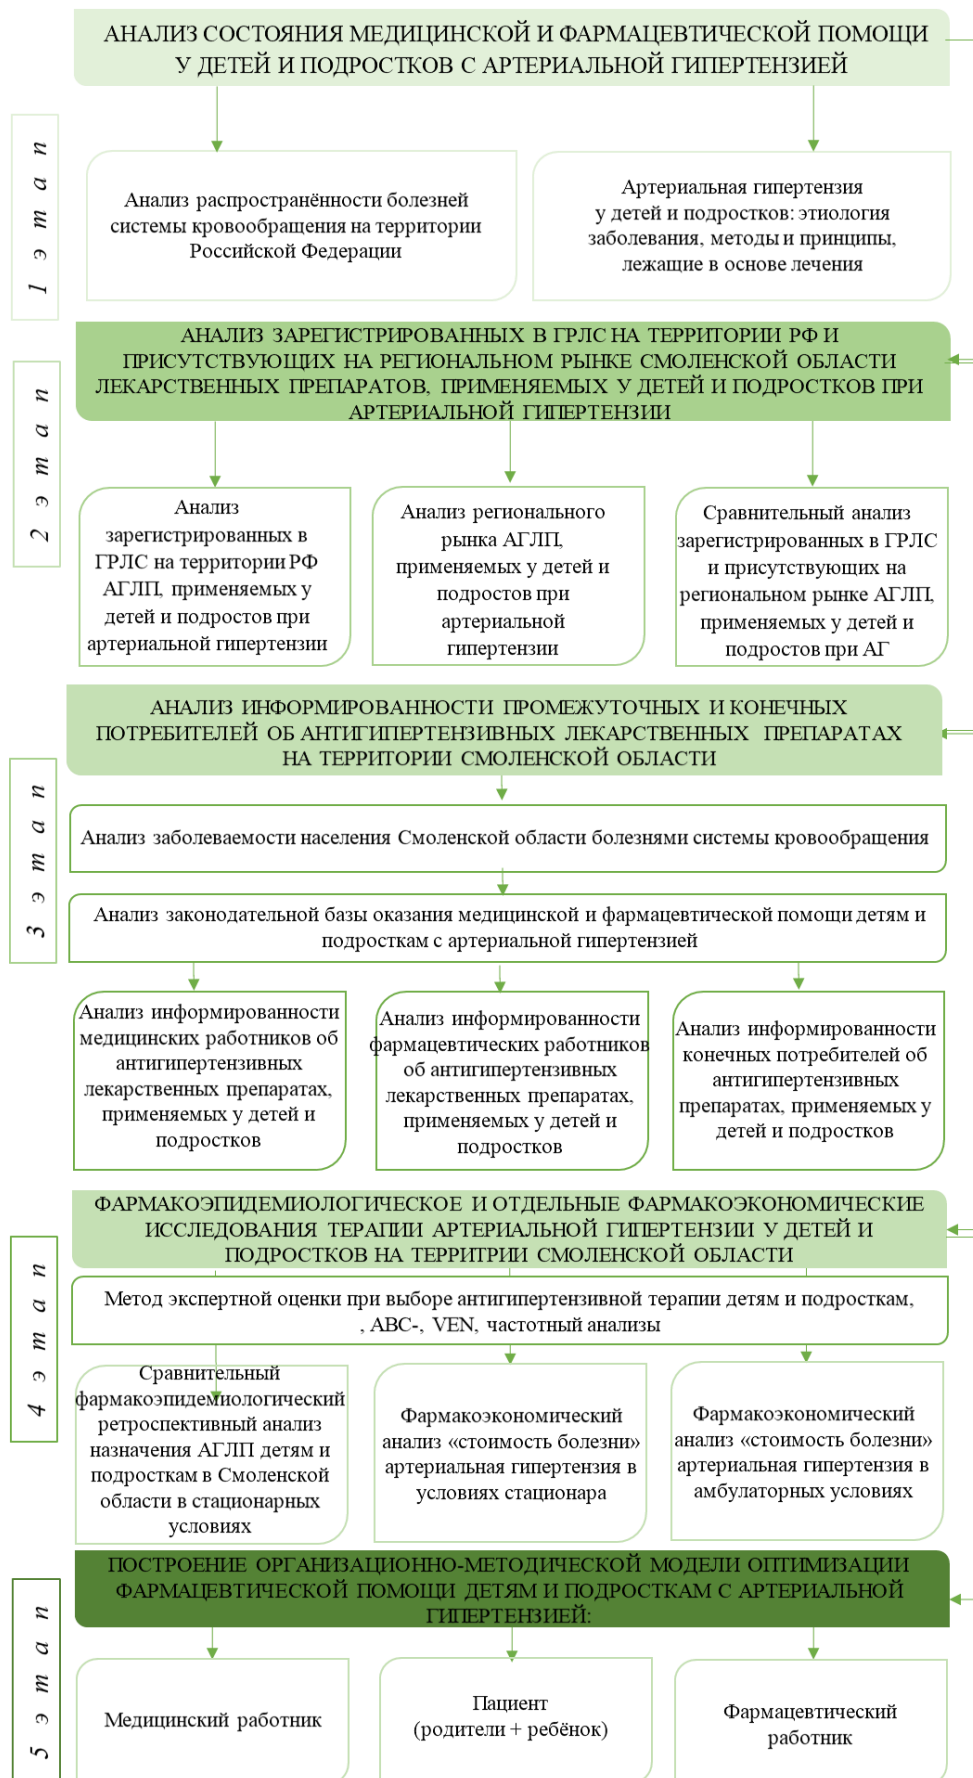 АНАЛИЗ СОСТОЯНИЯ МЕДИЦИНСКОЙ И ФАРМАЦЕВТИЧЕСКОЙ ПОМОЩИ
У ДЕТЕЙ И ПОДРОСТКОВ С АРТЕРИАЛЬНОЙ ГИПЕРТЕНЗИЕЙ
1 этап
Анализ распространённости болезней
системы кровообращения на территории
Российской Федерации
Артериальная гипертензия
у детей и подростков: этиология
заболевания, методы и принципы,
лежащие в основе лечения
АНАЛИЗ ЗАРЕГИСТРИРОВАННЫХ В ГРЛС НА ТЕРРИТОРИИ РФ И
ПРИСУТСТВУЮЩИХ НА РЕГИОНАЛЬНОМ РЫНКЕ СМОЛЕНСКОЙ ОБЛАСТИ
ЛЕКАРСТВЕННЫХ ПРЕПАРАТОВ, ПРИМЕНЯЕМЫХ У ДЕТЕЙ И ПОДРОСТКОВ ПРИ
АРТЕРИАЛЬНОЙ ГИПЕРТЕНЗИИ
2 этап
Анализ
зарегистрированных в
ГРЛС на территории РФ
АГЛП, применяемых у
детей и подростов при
артериальной гипертензии
Анализ регионального
рынка АГЛП,
применяемых у детей и
подростов при
артериальной
гипертензии
Сравнительный анализ
зарегистрированных в ГРЛС
и присутствующих на
региональном рынке АГЛП,
применяемых у детей и
подростов при АГ
АНАЛИЗ ИНФОРМИРОВАННОСТИ ПРОМЕЖУТОЧНЫХ И КОНЕЧНЫХ
ПОТРЕБИТЕЛЕЙ ОБ АНТИГИПЕРТЕНЗИВНЫХ ЛЕКАРСТВЕННЫХ ПРЕПАРАТАХ
НА ТЕРРИТОРИИ СМОЛЕНСКОЙ ОБЛАСТИ
3 этап
Анализ заболеваемости населения Смоленской области болезнями системы кровообращения
Анализ законодательной базы оказания медицинской и фармацевтической помощи детям и
подросткам с артериальной гипертензией
Анализ информированности
медицинских работников об
антигипертензивных
лекарственных препаратах,
применяемых у детей и
подростков
Анализ информированности
фармацевтических работников
об антигипертензивных
лекарственных препаратах,
применяемых у детей и
подростков
Анализ информированности
конечных потребителей об
антигипертензивных
препаратах, применяемых у
детей и подростков
ФАРМАКОЭПИДЕМИОЛОГИЧЕСКОЕ И ОТДЕЛЬНЫЕ ФАРМАКОЭКОНОМИЧЕСКИЕ
ИССЛЕДОВАНИЯ ТЕРАПИИ АРТЕРИАЛЬНОЙ ГИПЕРТЕНЗИИ У ДЕТЕЙ И
ПОДРОСТКОВ НА ТЕРРИТРИИ СМОЛЕНСКОЙ ОБЛАСТИ
4 этап
Метод экспертной оценки при выборе антигипертензивной терапии детям и подросткам,
, ABC-, VEN, частотный анализы
Сравнительный
фармакоэпидемиологический
ретроспективный анализ
назначения АГЛП детям и
подросткам в Смоленской
области в стационарных
условиях
Фармакоэкономический
анализ «стоимость болезни»
артериальная гипертензия в
условиях стационара
Фармакоэкономический
анализ «стоимость болезни»
артериальная гипертензия в
амбулаторных условиях
ПОСТРОЕНИЕ ОРГАНИЗАЦИОННО-МЕТОДИЧЕСКОЙ МОДЕЛИ ОПТИМИЗАЦИИ
ФАРМАЦЕВТИЧЕСКОЙ ПОМОЩИ ДЕТЯМ И ПОДРОСТКАМ С АРТЕРИАЛЬНОЙ
ГИПЕРТЕНЗИЕЙ:
5 этап
Медицинский работник
Пациент
(родители + ребёнок)
Фармацевтический
работник